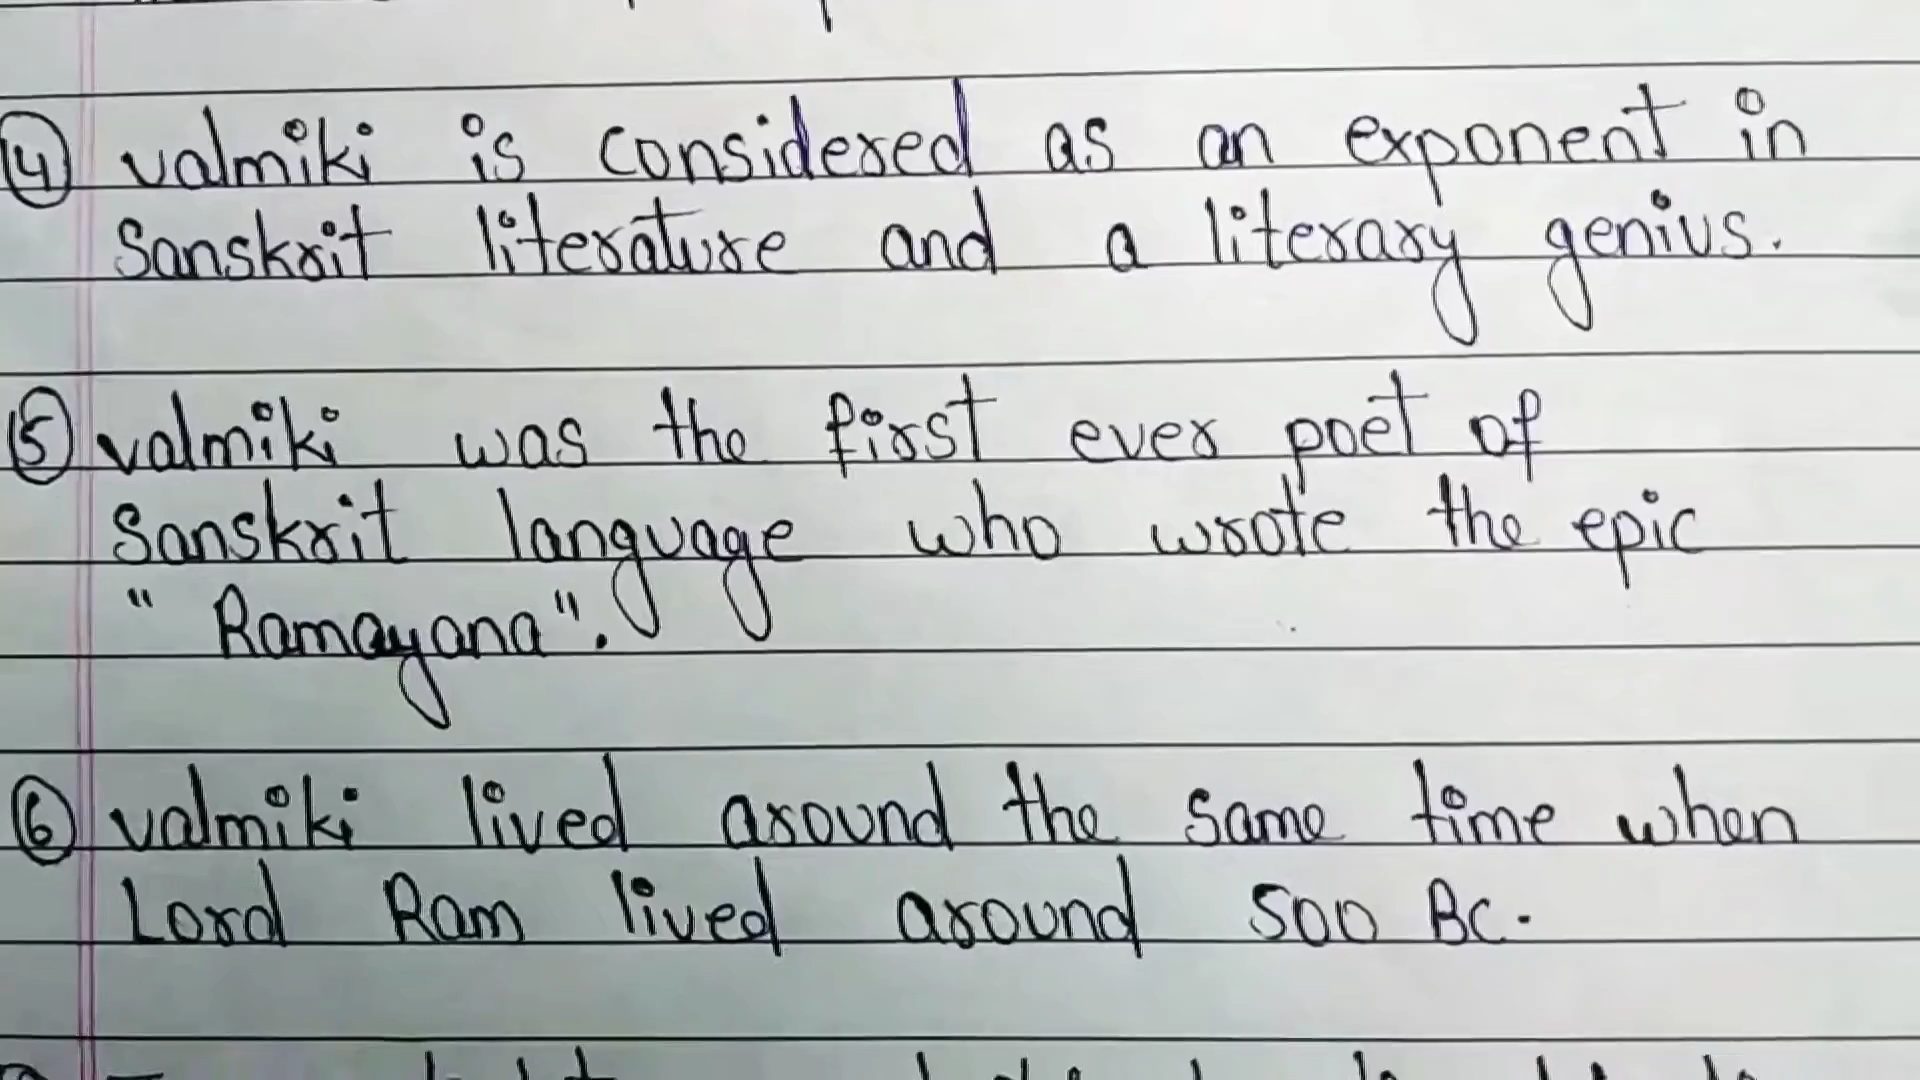 ④ valmiki is considered as an exponent in
Sanskrit literature and a literary genius.
⑤ valmiki was the first ever poet of
Sanskrit language who wrote the epic
" Ramayana".
⑥ valmiki lived around the same time when
Lord Ram lived around 500 BC.